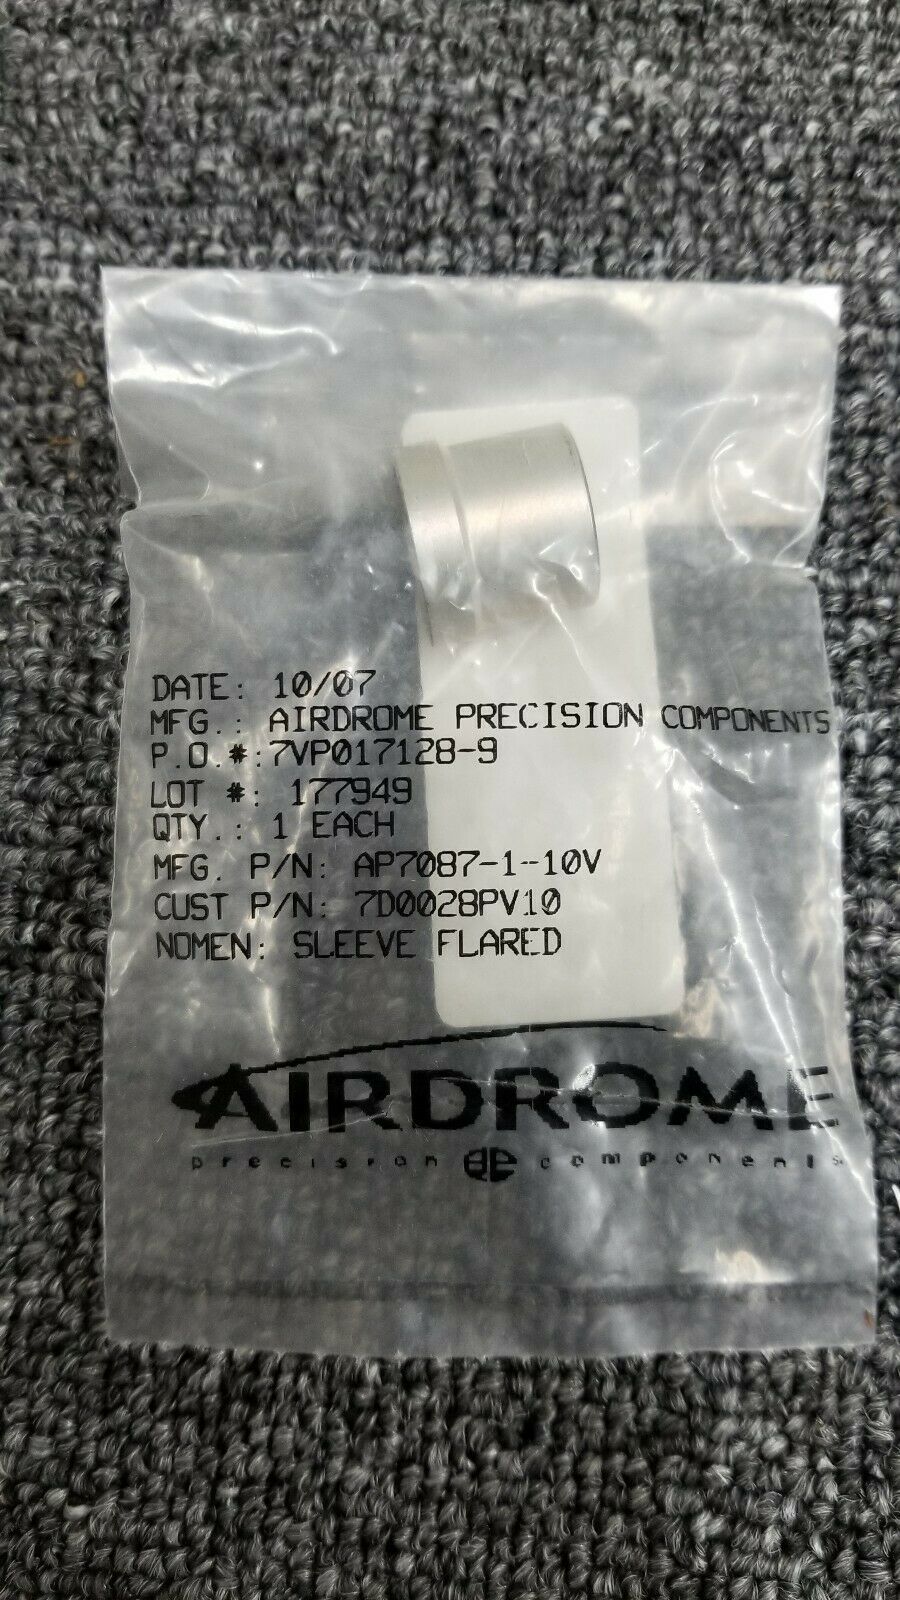 DATE: 10/07
MFG.: AIRDROME PRECISION COMPONENTS
P.O.#:7VP017128-9
LOT #: 177949
QTY.: 1 EACH
MFG. P/N: AP7087-1-10V
CUST P/N: 7D0028PV10
NOMEN: SLEEVE FLARED
AIRDROME
precision components